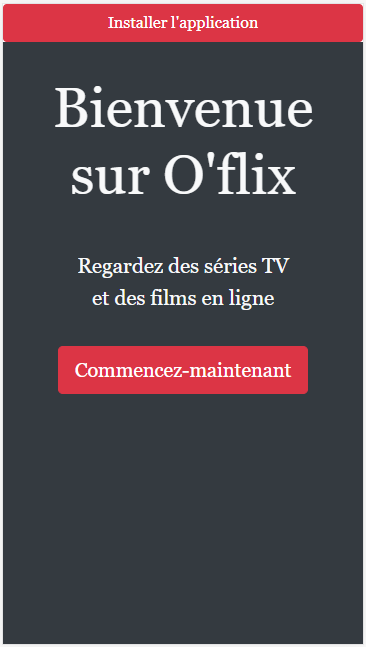 Installer l'application
Bienvenue
sur O'flix
Regardez des séries TV
et des films en ligne
Commencez-maintenant